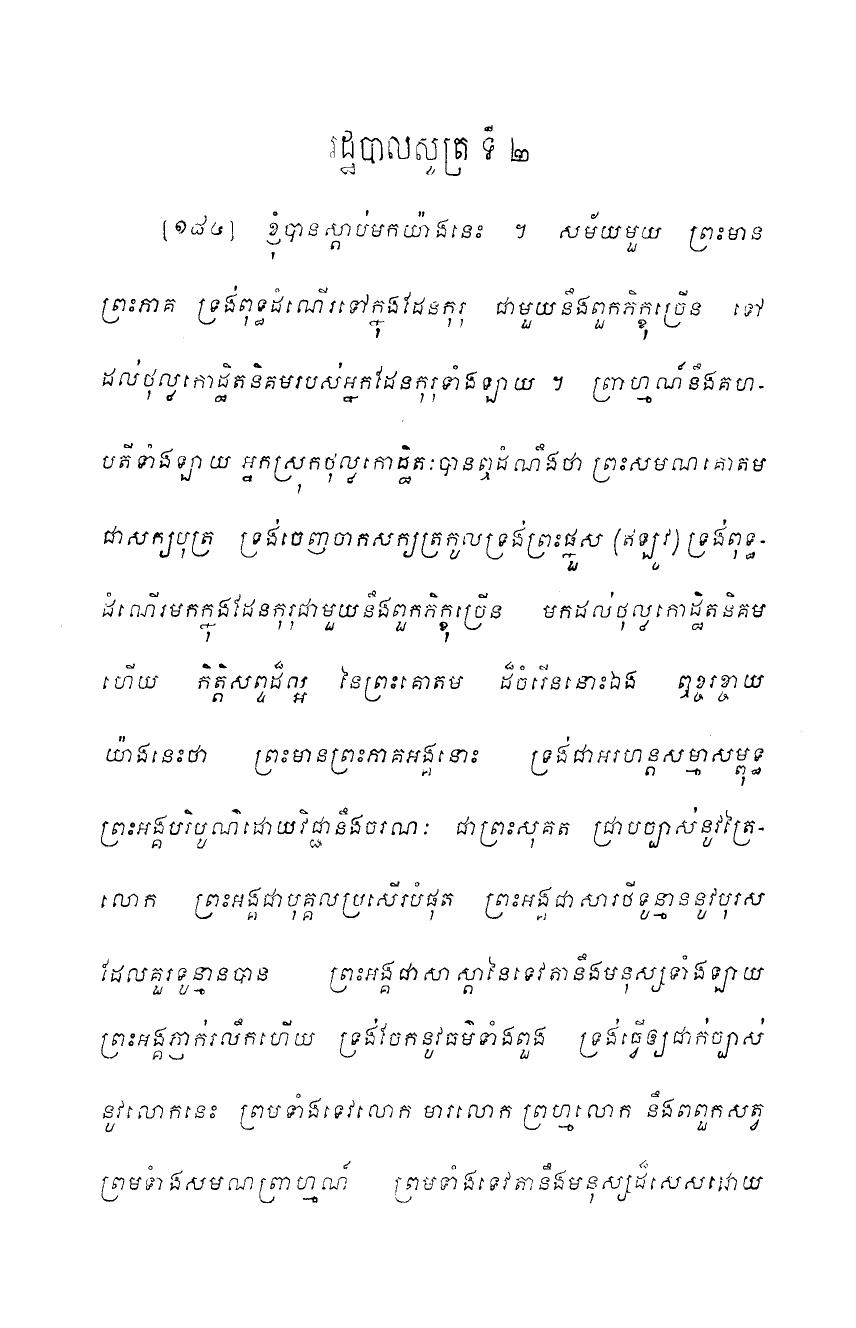 រដ្ឋបាលសូត្រ ទី ២
[១៨៤] ខ្ញុំបានស្តាប់មកយ៉ាងនេះ ។ សម័យមួយ ព្រះមាន
ព្រះភាគ ទ្រង់ពុទ្ធដំណើរទៅក្នុងដែនកុរុ ជាមួយនឹងពួកភិក្ខុច្រើន ទៅ
ដល់ថុល្លកោដ្ឋិតនិគមរបស់អ្នកដែនកុរុទាំងឡាយ ។ ព្រាហ្មណ៍នឹងគហ-
បតីទាំងឡាយ អ្នកស្រុកថុល្លកោដ្ឋិតៈបានឮដំណឹងថា ព្រះសមណគោតម
ជាសក្យបុត្រ ទ្រង់ចេញចាកសក្យត្រកូលទ្រង់ព្រះផ្នួស (ឥឡូវ) ទ្រង់ពុទ្ធ-
ដំណើរមកក្នុងដែនកុរុជាមួយនឹងពួកភិក្ខុច្រើន មកដល់ថុល្លកោដ្ឋិតនិគម
ហើយ កិត្តិសព្ទដ៏ល្អ នៃព្រះគោតម ដ៏ចំរើននោះឯង ឮខ្ចរខ្ចាយ
យ៉ាងនេះថា ព្រះមានព្រះភាគអង្គនោះ ទ្រង់ជាអរហន្តសម្មាសម្ពុទ្ធ
ព្រះអង្គបរិបូណ៌ដោយវិជ្ជានឹងចរណៈ ជាព្រះសុគត ជ្រាបច្បាស់នូវត្រៃ-
លោក ព្រះអង្គជាបុគ្គលប្រសើរបំផុត ព្រះអង្គជាសារថីទូន្មាននូវបុរស
ដែលគួរទូន្មានបាន ព្រះអង្គជាសាស្តានៃទេវតានឹងមនុស្សទាំងឡាយ
ព្រះអង្គភ្ញាក់រលឹកហើយ ទ្រង់ចែកនូវធម៌ទាំងពួង ទ្រង់ធ្វើឲ្យជាក់ច្បាស់
នូវលោកនេះ ព្រមទាំងទេវលោក មារលោក ព្រហ្មលោក នឹងពពួកសត្វ
ព្រមទាំងសមណព្រាហ្មណ៍ ព្រមទាំងទេវតានឹងមនុស្សដ៏សេសដោយ